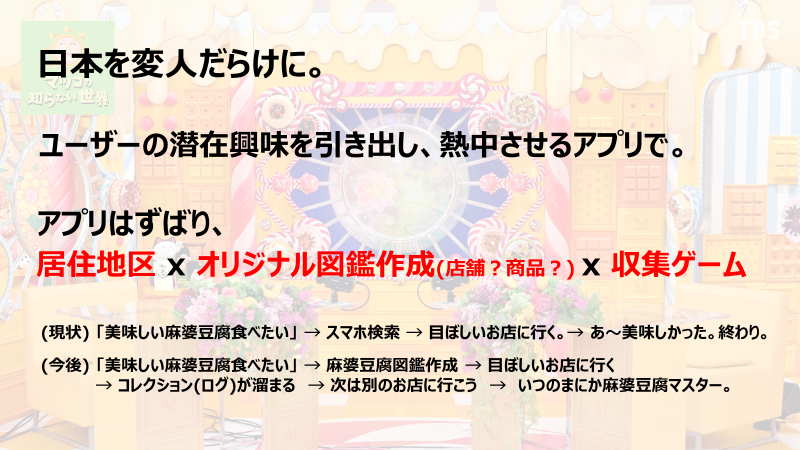 TBS
マツコの
知らない世界
日本を変人だらけに。
ユーザーの潜在興味を引き出し、熱中させるアプリで。
アプリはずばり、
居住地区 x オリジナル図鑑作成(店舗？商品？) x 収集ゲーム
(現状) 「美味しい麻婆豆腐食べたい」 → スマホ検索 → 目ぼしいお店に行く。→ あ～美味しかった。終わり。
(今後) 「美味しい麻婆豆腐食べたい」 → 麻婆豆腐図鑑作成 → 目ぼしいお店に行く
→ コレクション(ログ)が溜まる → 次は別のお店に行こう → いつのまにか麻婆豆腐マスター。